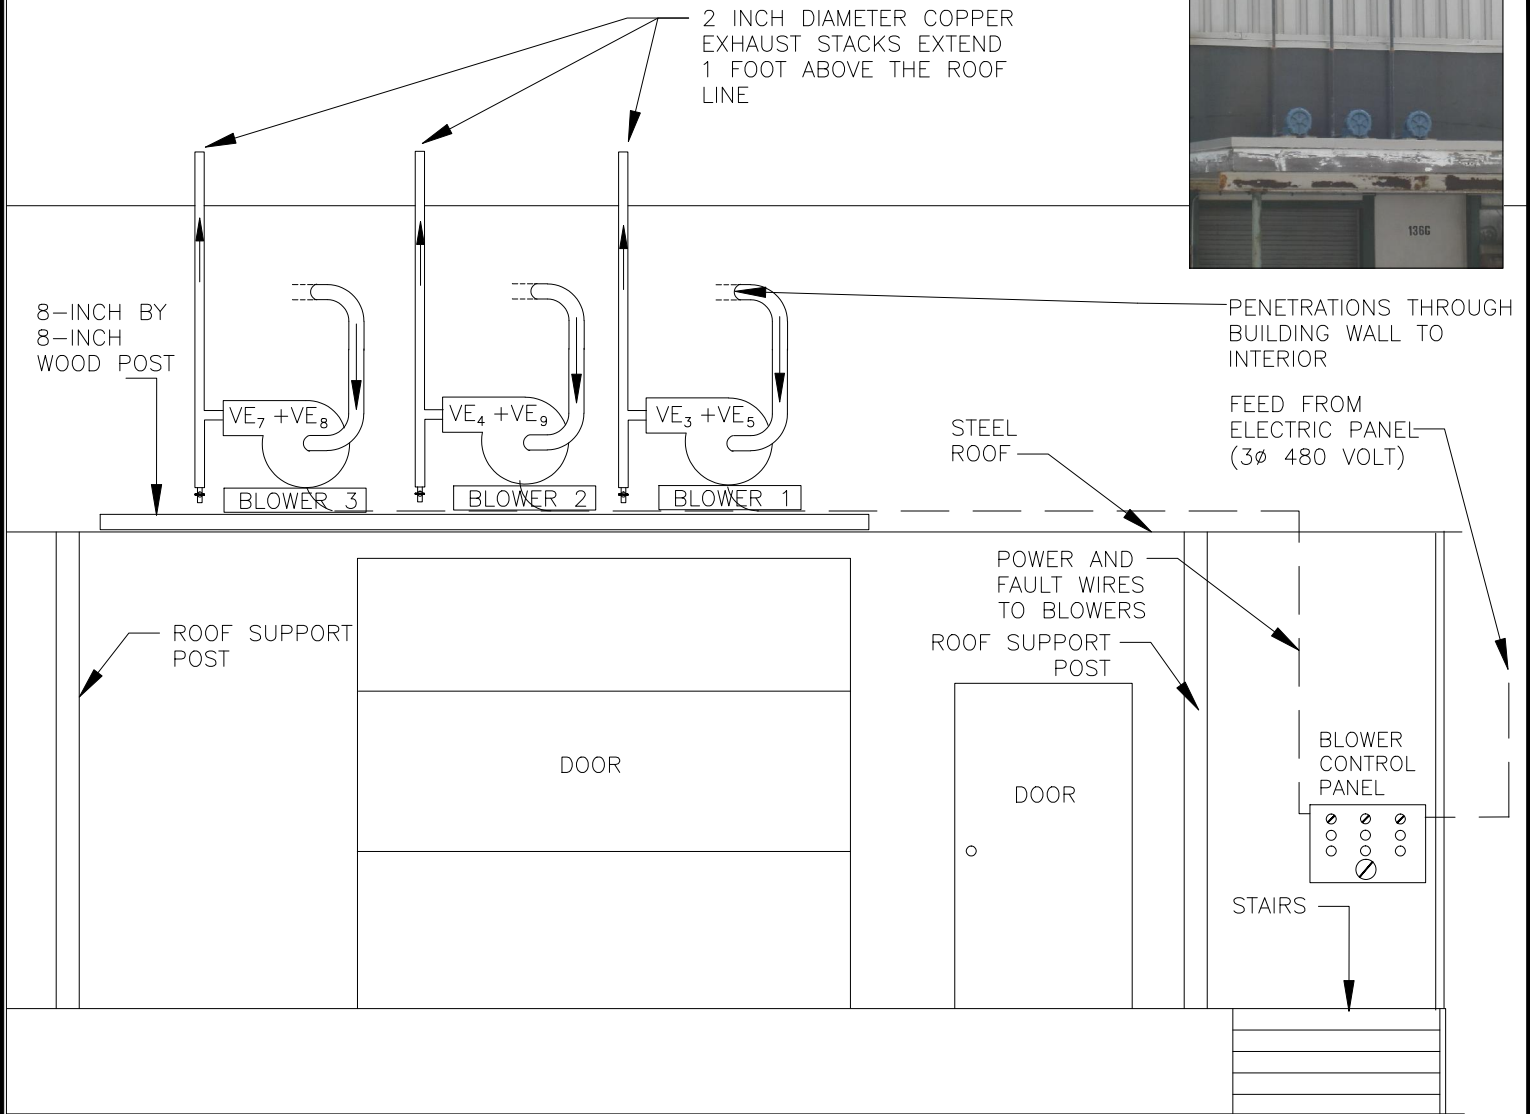 2 INCH DIAMETER COPPER
EXHAUST STACKS EXTEND
1 FOOT ABOVE THE ROOF
LINE
136G
8-INCH BY
8-INCH
WOOD POST
PENETRATIONS THROUGH
BUILDING WALL TO
INTERIOR
VE₇ +VE₈
VE₄ +VE₉
VE₃ +VE₅
FEED FROM
ELECTRIC PANEL
(3ø 480 VOLT)
STEEL
ROOF
BLOWER 3
BLOWER 2
BLOWER 1
POWER AND
FAULT WIRES
TO BLOWERS
ROOF SUPPORT
POST
ROOF SUPPORT
POST
DOOR
DOOR
BLOWER
CONTROL
PANEL
STAIRS